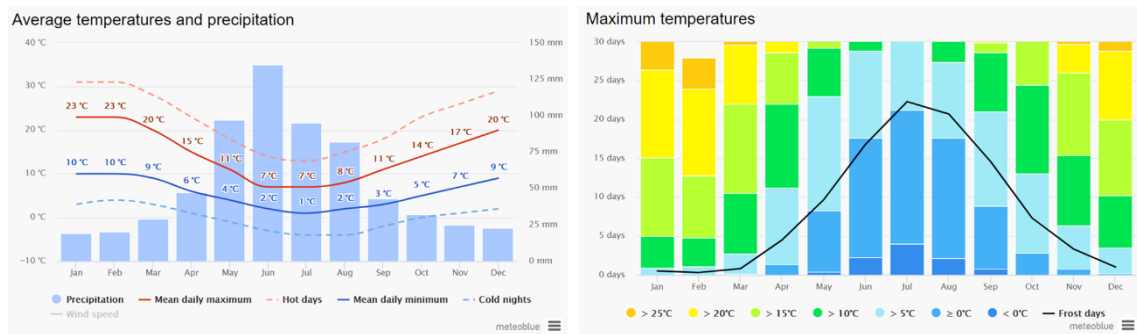 Average temperatures and precipitation
40 °C
30 °C
20 °C
10 °C
0 °C
-10 °C
150 mm
125 mm
100 mm
75 mm
50 mm
25 mm
0 mm
23 °C 23 °C 20 °C 15 °C 11 °C 7 °C 7 °C 8 °C 11 °C 14 °C 17 °C 20 °C
10 °C 10 °C 9 °C 6 °C 4 °C 2 °C 1 °C 2 °C 3 °C 5 °C 7 °C 9 °C
Jan Feb Mar Apr May Jun Jul Aug Sep Oct Nov Dec
Precipitation Mean daily maximum Hot days Mean daily minimum Cold nights
Wind speed
meteoblue
Maximum temperatures
30 days
25 days
20 days
15 days
10 days
5 days
0 days
Jan Feb Mar Apr May Jun Jul Aug Sep Oct Nov Dec
> 25°C > 20°C > 15°C > 10°C > 5°C ≥ 0°C < 0°C Frost days
meteoblue